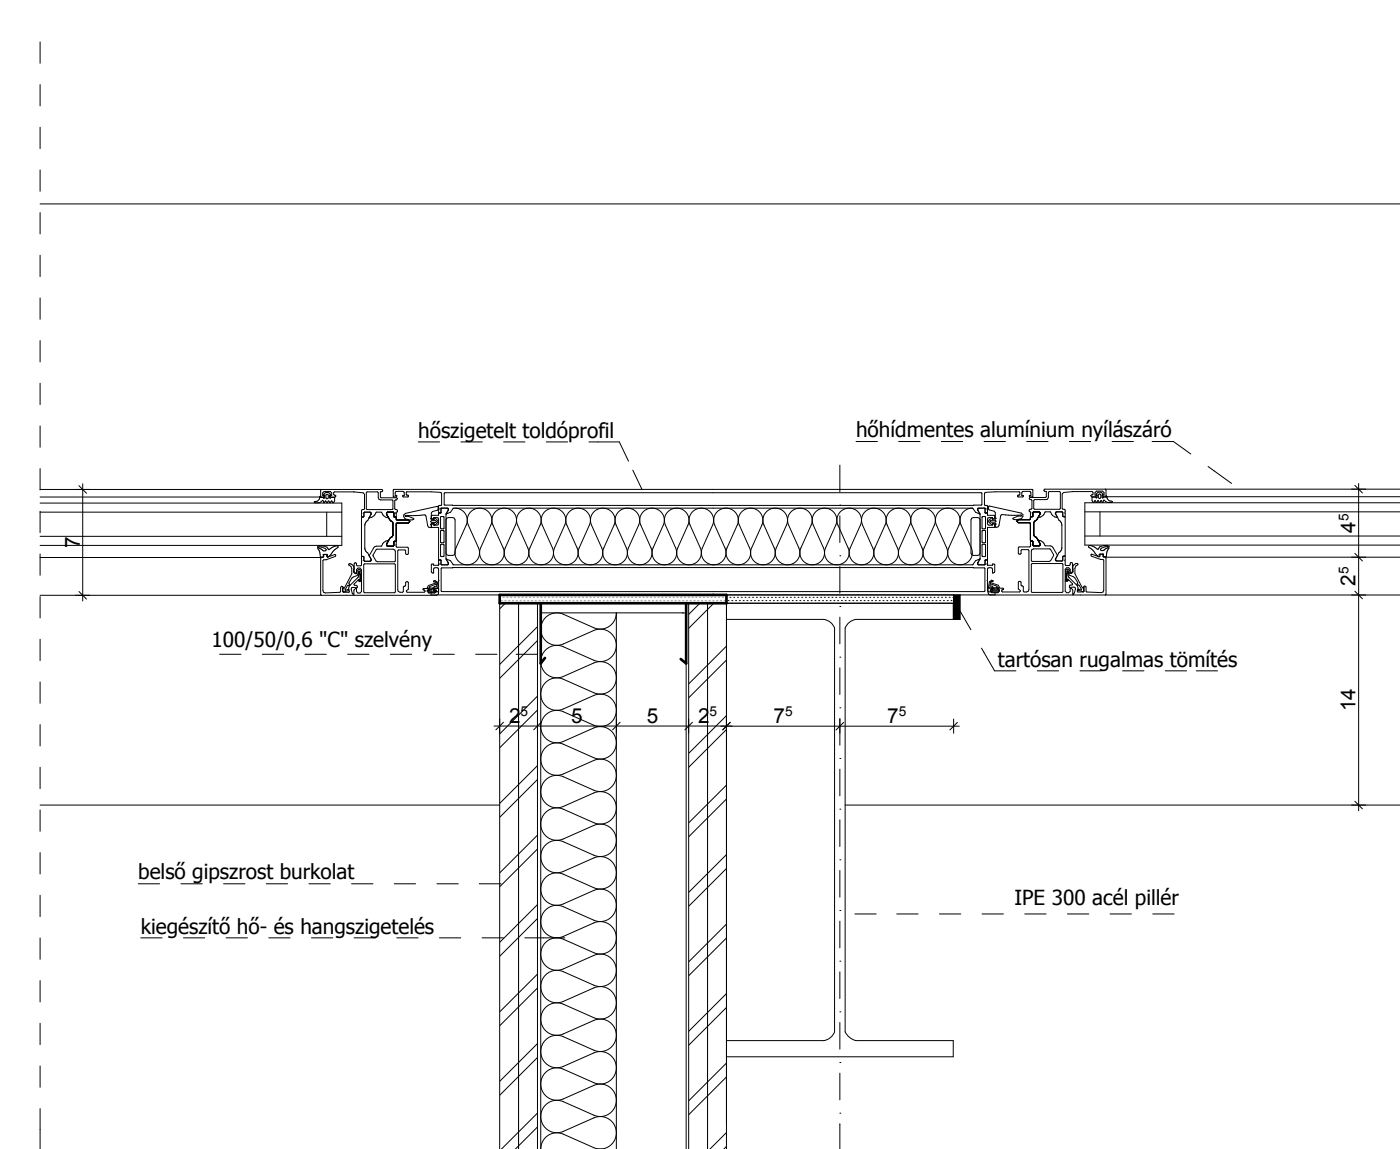 hőszigetelt toldóprofil
hőhídmentes alumínium nyílászáró
7
4⁵
2⁵
100/50/0,6 "C" szelvény
tartósan rugalmas tömítés
14
2⁵ 5 5 2⁵ 7⁵ 7⁵
belső gipszrost burkolat
IPE 300 acél pillér
kiegészítő hő- és hangszigetelés